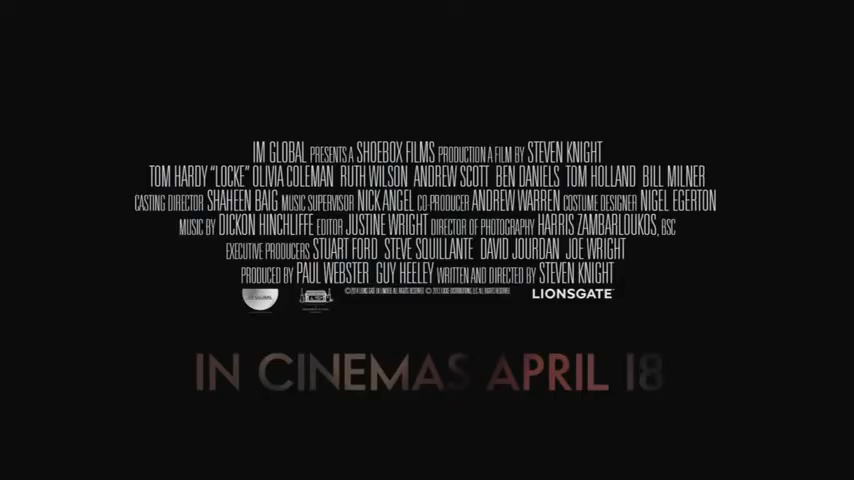 IM GLOBAL PRESENTS A SHOEBOX FILMS PRODUCTION A FILM BY STEVEN KNIGHT
TOM HARDY "LOCKE" OLIVIA COLEMAN RUTH WILSON ANDREW SCOTT BEN DANIELS TOM HOLLAND BILL MILNER
CASTING DIRECTOR SHAHEEN BAIG MUSIC SUPERVISOR NICK ANGEL CO-PRODUCER ANDREW WARREN COSTUME DESIGNER NIGEL EGERTON
MUSIC BY DICKON HINCHLIFFE EDITOR JUSTINE WRIGHT DIRECTOR OF PHOTOGRAPHY HARRIS ZAMBARLOUKOS, BSC
EXECUTIVE PRODUCERS STUART FORD STEVE SQUILLANTE DAVID JOURDAN JOE WRIGHT
PRODUCED BY PAUL WEBSTER GUY HEELEY WRITTEN AND DIRECTED BY STEVEN KNIGHT
LIONSGATE
IN CINEMAS APRIL 18